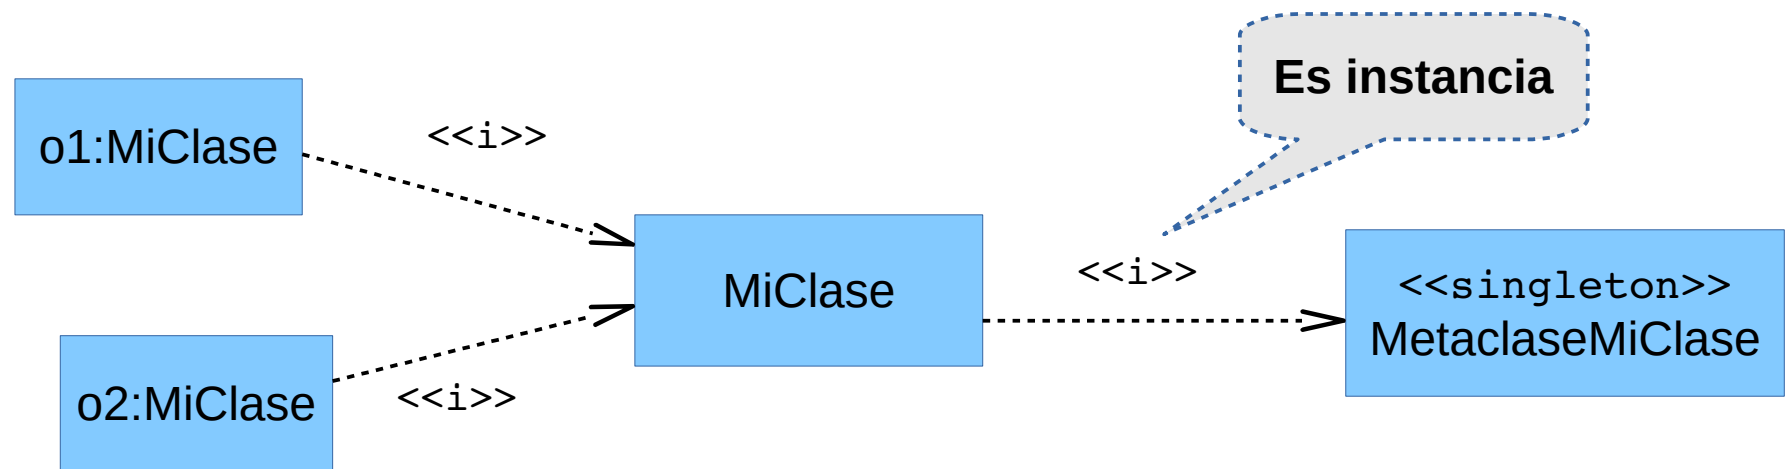 Es instancia
o1:MiClase
<<i>>
MiClase
<<i>>
<<singleton>>
MetaclaseMiClase
o2:MiClase
<<i>>